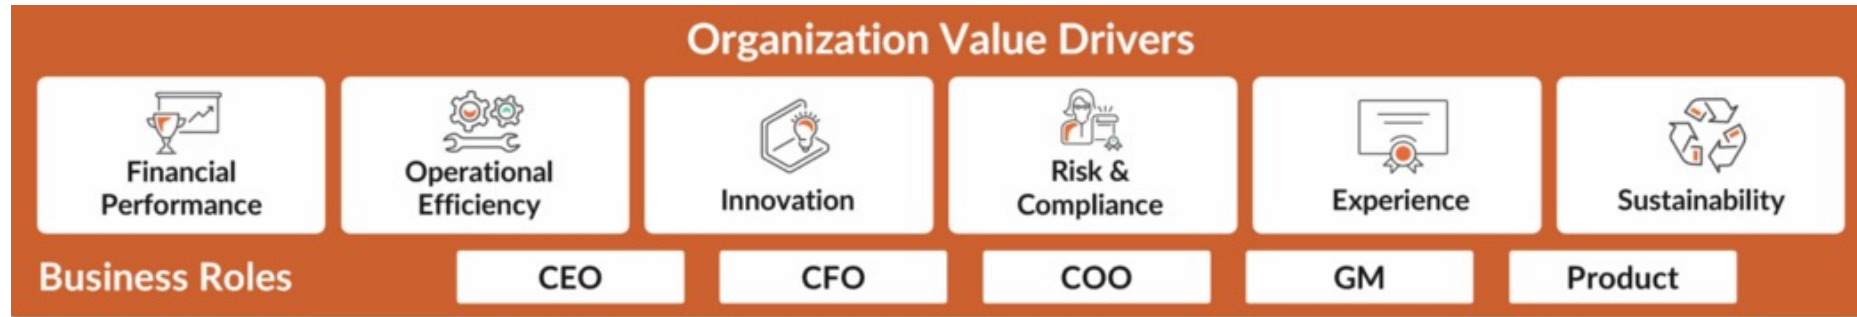 Organization Value Drivers
Financial
Performance
Operational
Efficiency
Innovation
Risk &
Compliance
Experience
Sustainability
Business Roles
CEO
CFO
COO
GM
Product